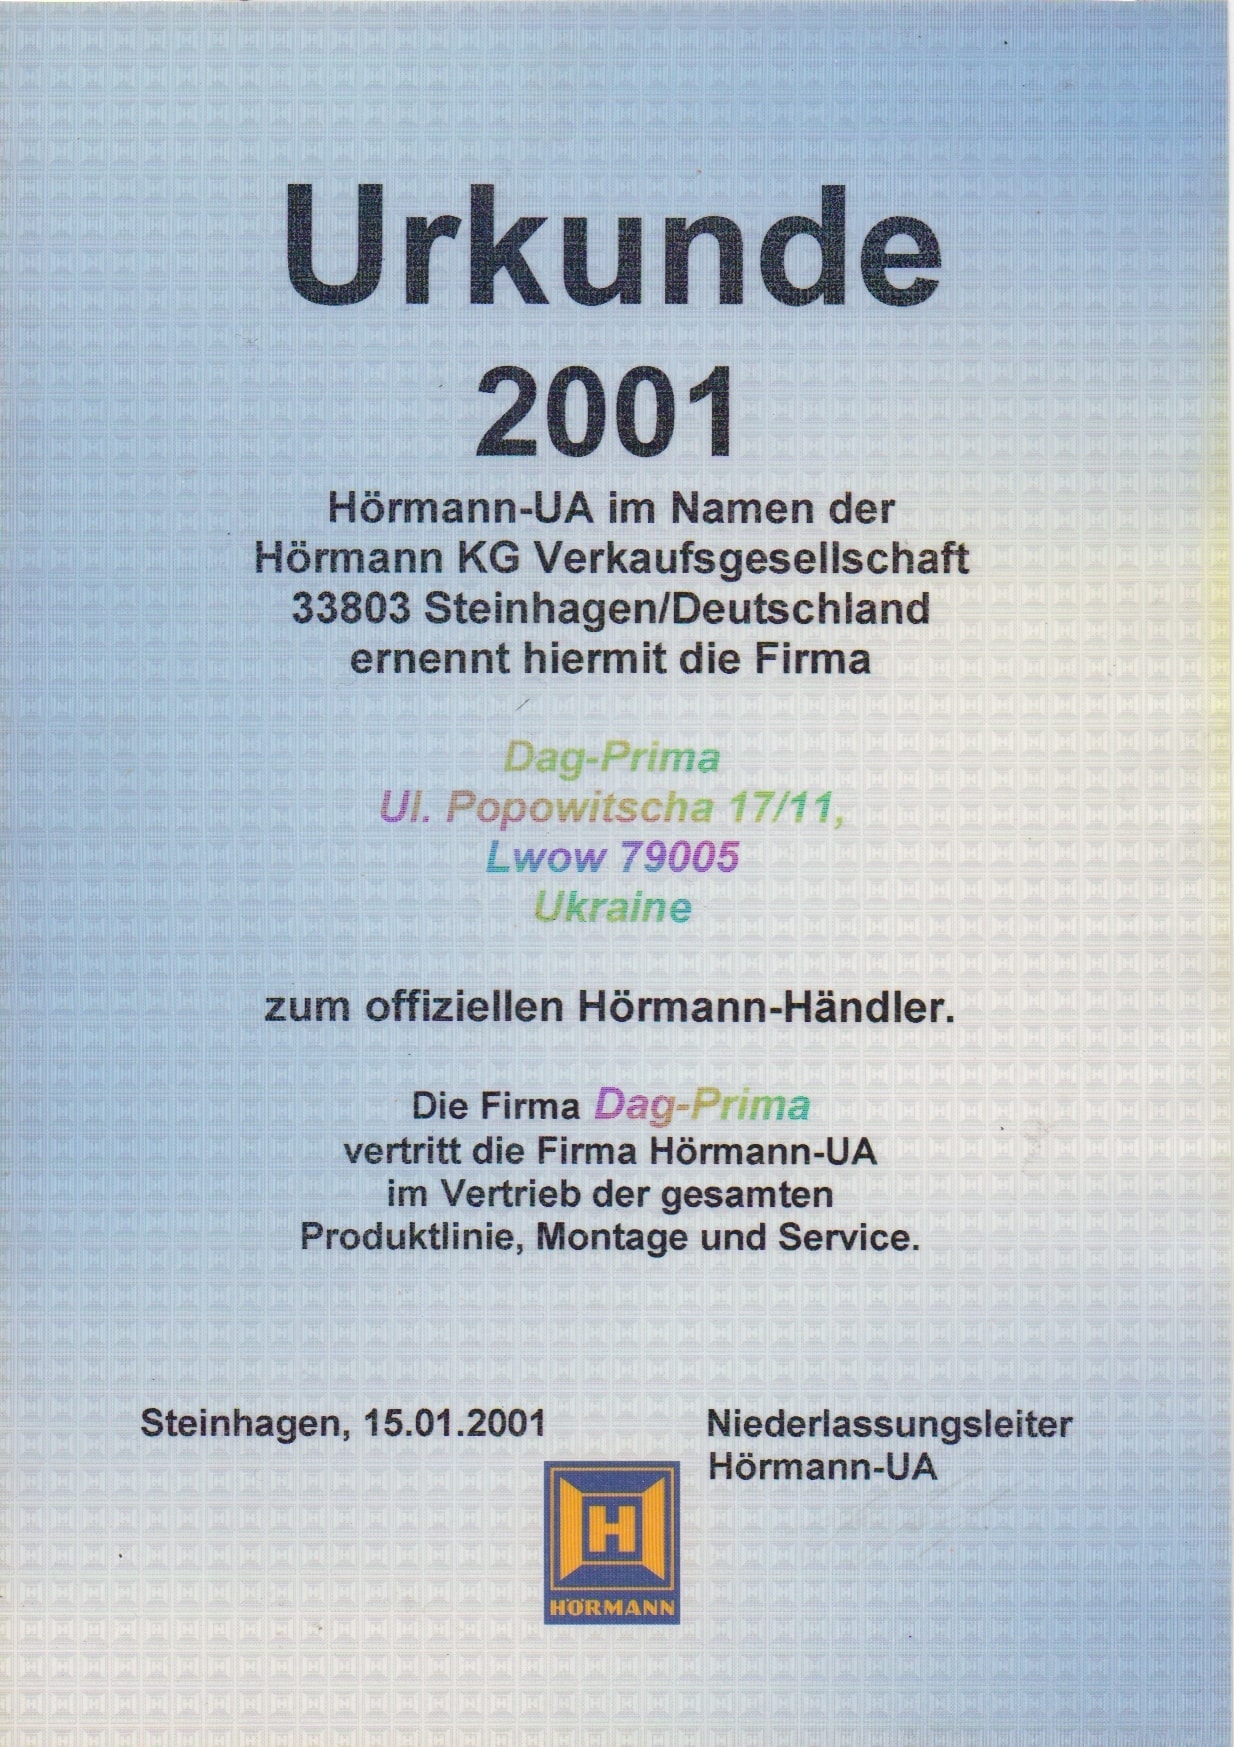 Urkunde
2001
Hörmann-UA im Namen der
Hörmann KG Verkaufsgesellschaft
33803 Steinhagen/Deutschland
ernennt hiermit die Firma
Dag-Prima
Ul. Popowitscha 17/11,
Lwow 79005
Ukraine
zum offiziellen Hörmann-Händler.
Die Firma Dag-Prima
vertritt die Firma Hörmann-UA
im Vertrieb der gesamten
Produktlinie, Montage und Service.
Steinhagen, 15.01.2001
Niederlassungsleiter
Hörmann-UA
H
HÖRMANN